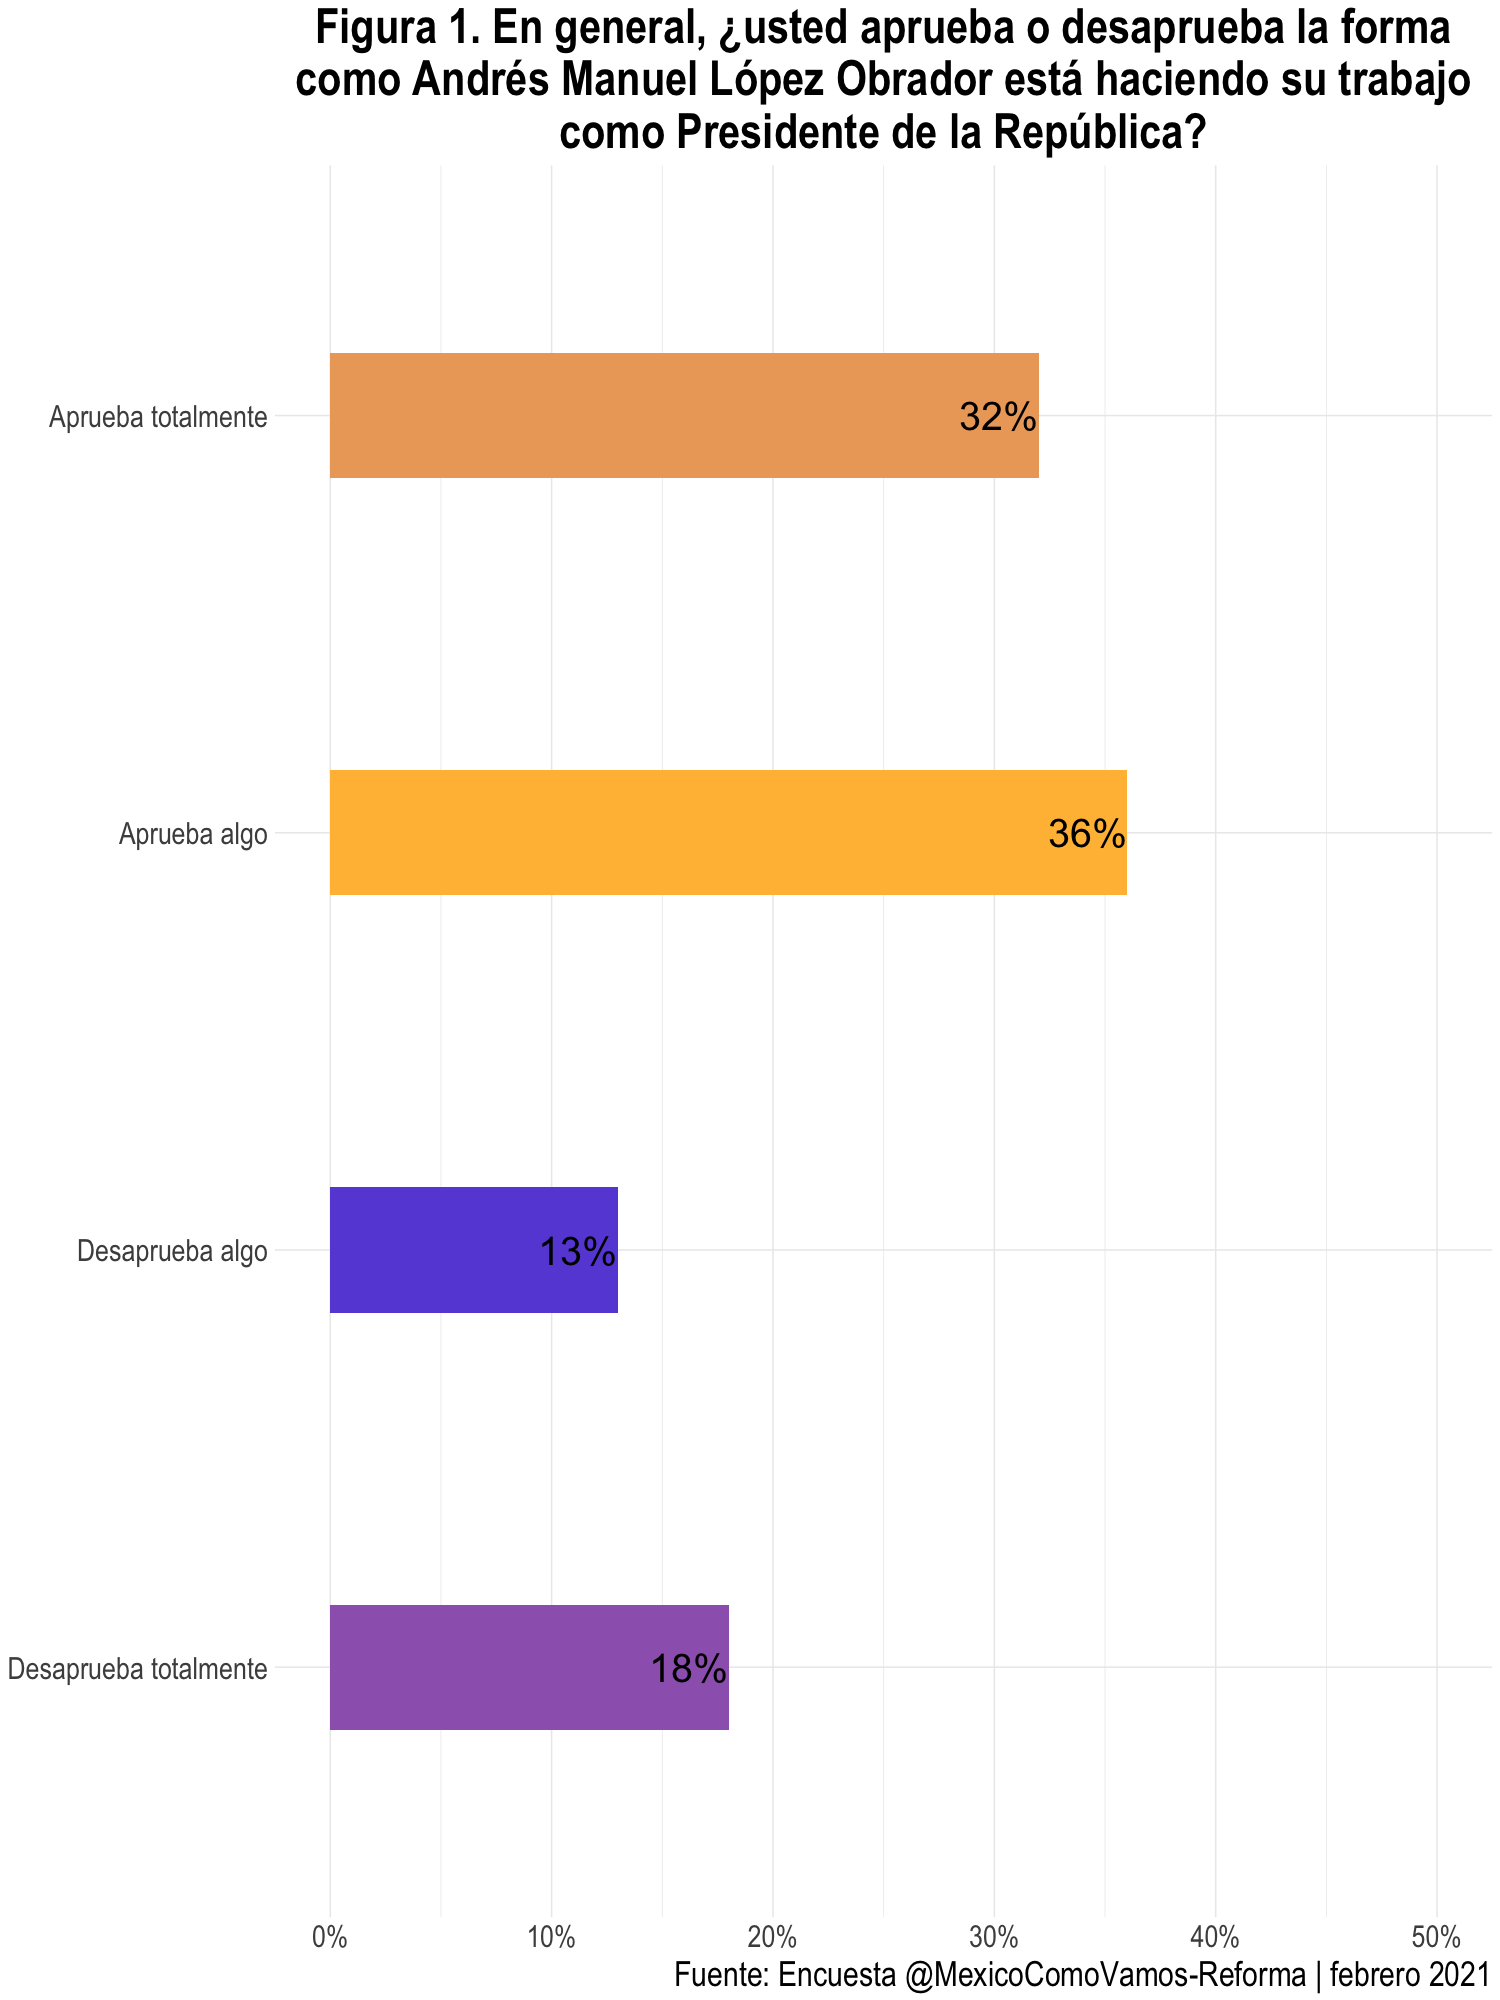 Figura 1. En general, ¿usted aprueba o desaprueba la forma
como Andrés Manuel López Obrador está haciendo su trabajo
como Presidente de la República?
Aprueba totalmente
32%
Aprueba algo
36%
Desaprueba algo
13%
Desaprueba totalmente
18%
0% 10% 20% 30% 40% 50%
Fuente: Encuesta @MexicoComoVamos-Reforma | febrero 2021